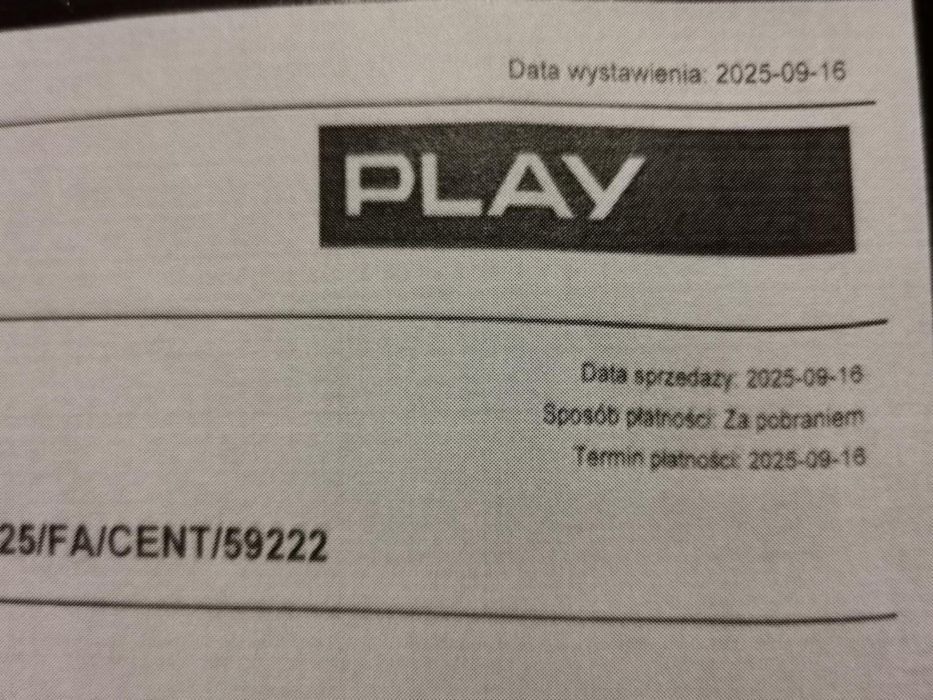 Data wystawienia: 2025-09-16
PLAY
Data sprzedaży: 2025-09-16
Sposób płatności: Za pobraniem
Termin płatności: 2025-09-16
25/FA/CENT/59222